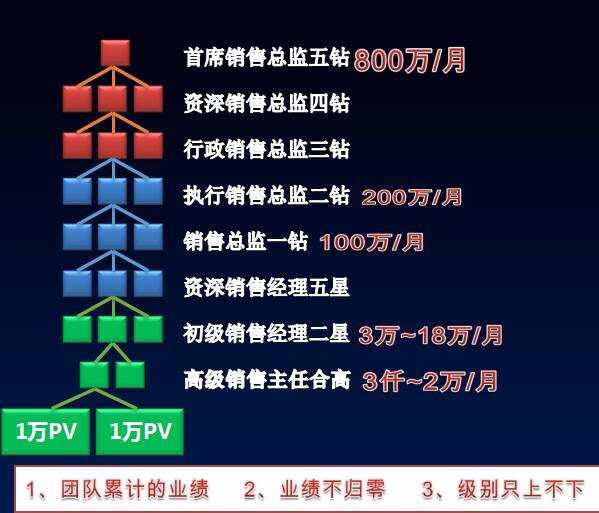 首席销售总监五钻 800万/月
资深销售总监四钻
行政销售总监三钻
执行销售总监二钻 200万/月
销售总监一钻 100万/月
资深销售经理五星
初级销售经理二星 3万~18万/月
高级销售主任合高 3仟~2万/月
1万PV 1万PV
1、团队累计的业绩 2、业绩不归零 3、级别只上不下